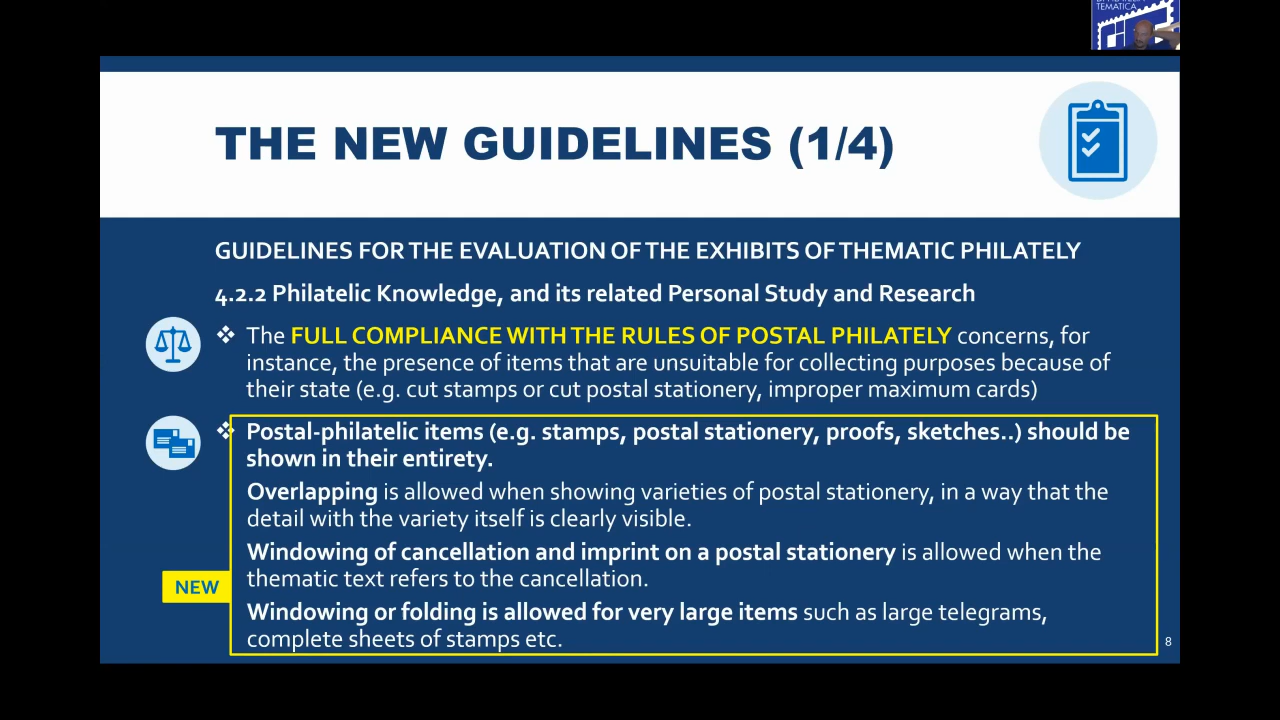 TEMATICA
THE NEW GUIDELINES (1/4)
GUIDELINES FOR THE EVALUATION OF THE EXHIBITS OF THEMATIC PHILATELY
4.2.2 Philatelic Knowledge, and its related Personal Study and Research
❖ The FULL COMPLIANCE WITH THE RULES OF POSTAL PHILATELY concerns, for
instance, the presence of items that are unsuitable for collecting purposes because of
their state (e.g. cut stamps or cut postal stationery, improper maximum cards)
❖ Postal-philatelic items (e.g. stamps, postal stationery, proofs, sketches..) should be
shown in their entirety.
Overlapping is allowed when showing varieties of postal stationery, in a way that the
detail with the variety itself is clearly visible.
Windowing of cancellation and imprint on a postal stationery is allowed when the
thematic text refers to the cancellation.
NEW
Windowing or folding is allowed for very large items such as large telegrams,
complete sheets of stamps etc.
8